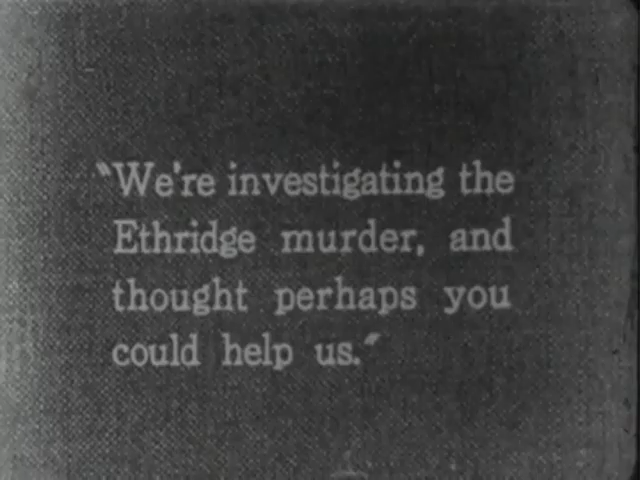 "We're investigating the
Ethridge murder, and
thought perhaps you
could help us."